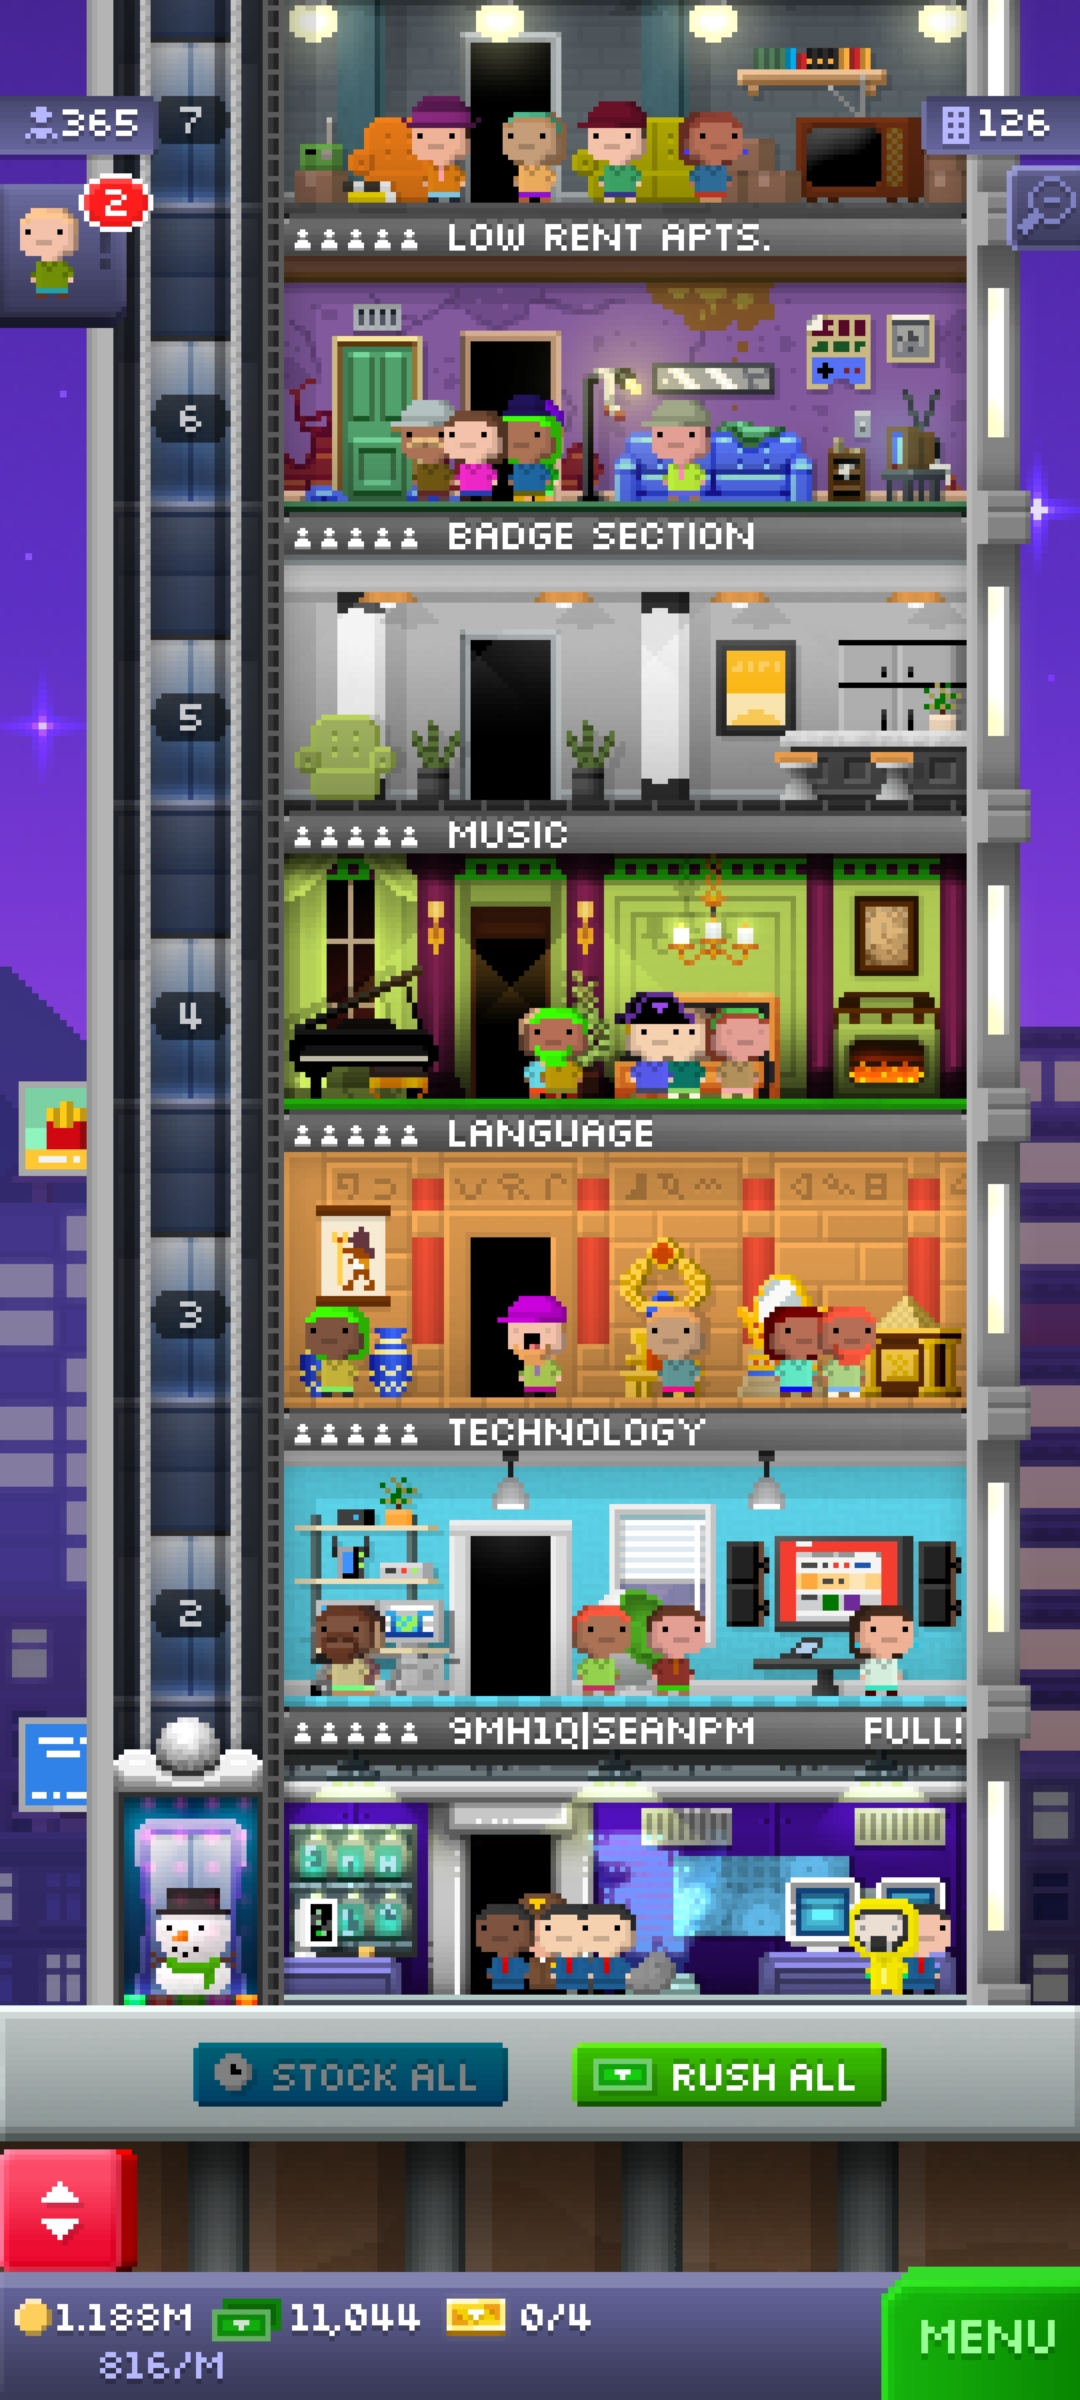 7
365
126
2
LOW RENT APTS.
6
BADGE SECTION
5
MUSIC
4
LANGUAGE
3
TECHNOLOGY
2
9MH1Q|SEANPM FULL!
STOCK ALL
RUSH ALL
1.188M 11,044 0/4
816/M
MENU